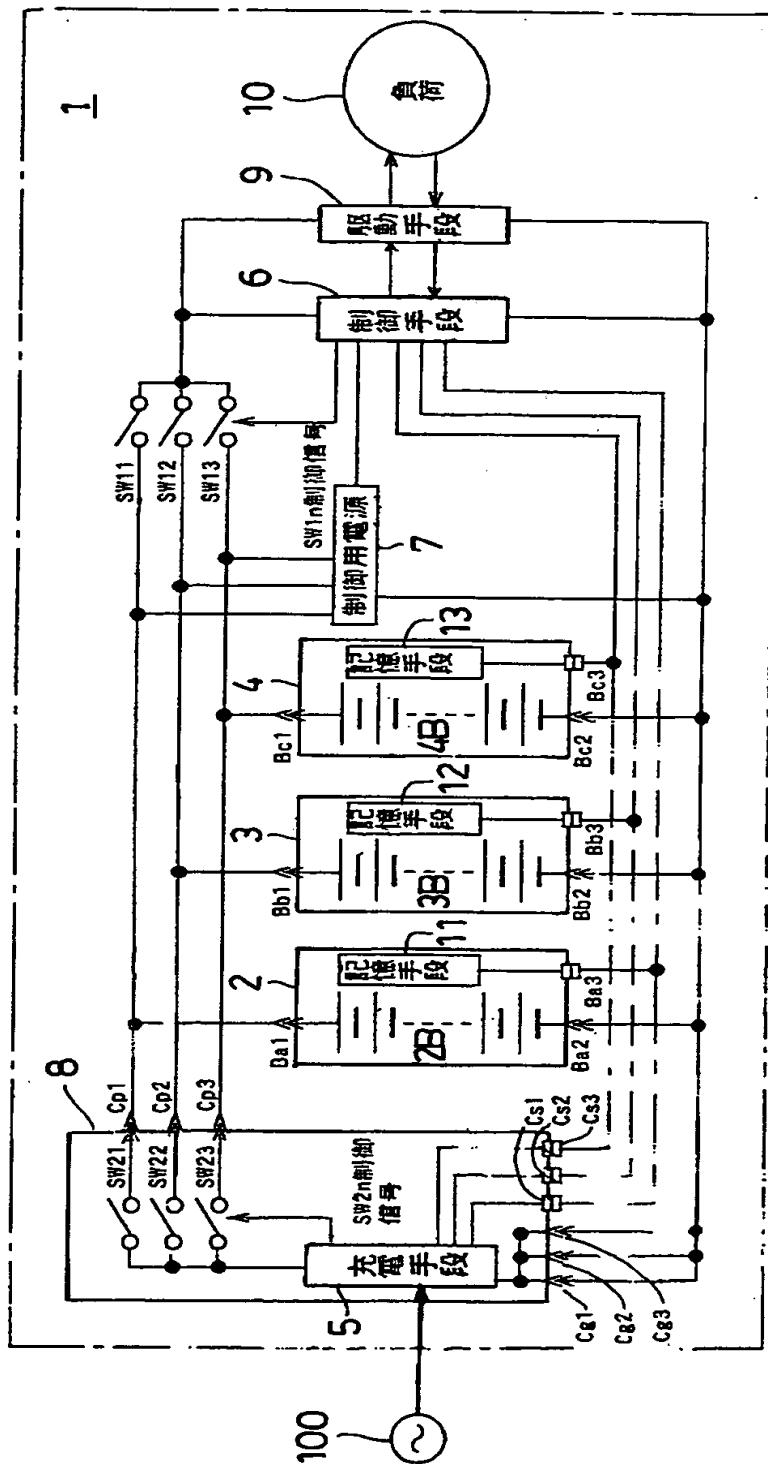 1
8
SW21
Cp1
SW22
Cp2
SW23
Cp3
SW2n制御
信号
充電手段
5
100
Cs1
Cs2
Cs3
Cg1
Cg2
Cg3
2
Ba1
記憶手段
11
2B
Ba2
Ba3
3
Bb1
記憶手段
12
3B
Bb2
Bb3
4
Bc1
記憶手段
13
4B
Bc2
Bc3
SW11
SW12
SW13
SW1n制御信号
制御用電源
7
6
制御手段
9
駆動手段
10
負荷